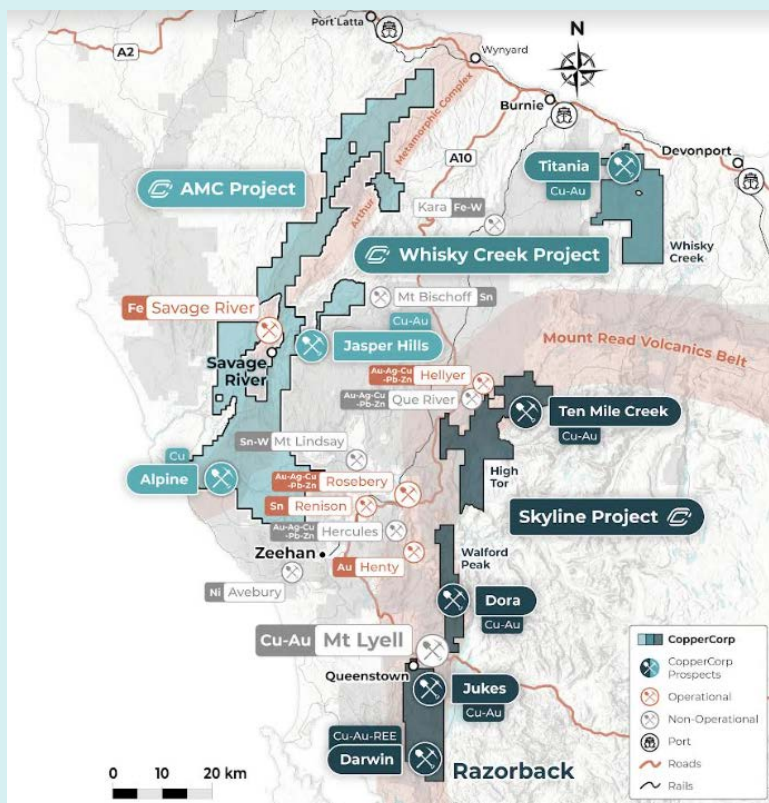 Port Latta
A2
Wynyard
N
Burnie
Devonport
A10
Arthur Metamorphic Complex
AMC Project
Titania
Cu-Au
Kara Fe-W
Whisky Creek
Whisky Creek Project
Mt Bischoff Sn
Fe Savage River
Cu-Au
Jasper Hills
Savage
River
Mount Read Volcanics Belt
Au-Ag-Cu
-Pb-Zn Hellyer
Au-Ag-Cu
-Pb-Zn Que River
Ten Mile Creek
Cu-Au
Sn-W Mt Lindsay
Cu
Alpine
High
Tor
Au-Ag-Cu
-Pb-Zn Rosebery
Sn Renison
Skyline Project
Au-Ag-Cu
-Pb-Zn Hercules
Zeehan
Walford
Peak
Au Henty
Ni Avebury
Dora
Cu-Au
Cu-Au Mt Lyell
Queenstown
Jukes
Cu-Au
Cu-Au-REE
Darwin
Razorback
0 10 20 km
CopperCorp
CopperCorp
Prospects
Operational
Non-Operational
Port
Roads
Rails